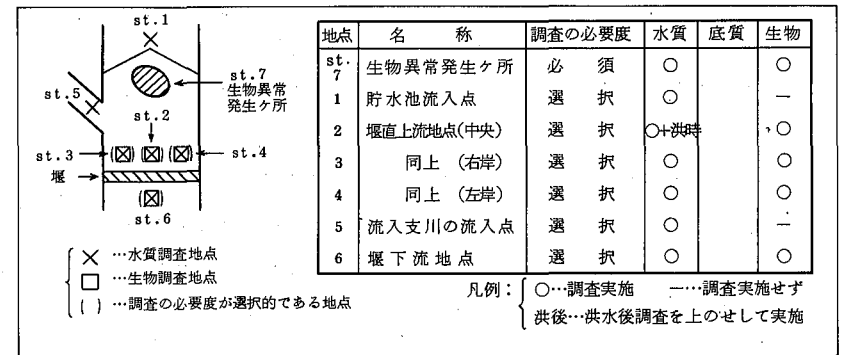 st.1
st.7
生物異常
発生ケ所
st.5
st.2
st.3
st.4
堰
st.6
× …水質調査地点
□ …生物調査地点
( ) …調査の必要度が選択的である地点
地点 名称 調査の必要度 水質 底質 生物
st.7 生物異常発生ケ所 必須 ○ ○
1 貯水池流入点 選択 ○ ー
2 堰直上流地点(中央) 選択 ○+洪時 ○
3 同上 (右岸) 選択 ○ ○
4 同上 (左岸) 選択 ○ ○
5 流入支川の流入点 選択 ○ ー
6 堰下流地点 選択 ○ ○
凡例: ○…調査実施 ー…調査実施せず
洪後…洪水後調査を上のせして実施